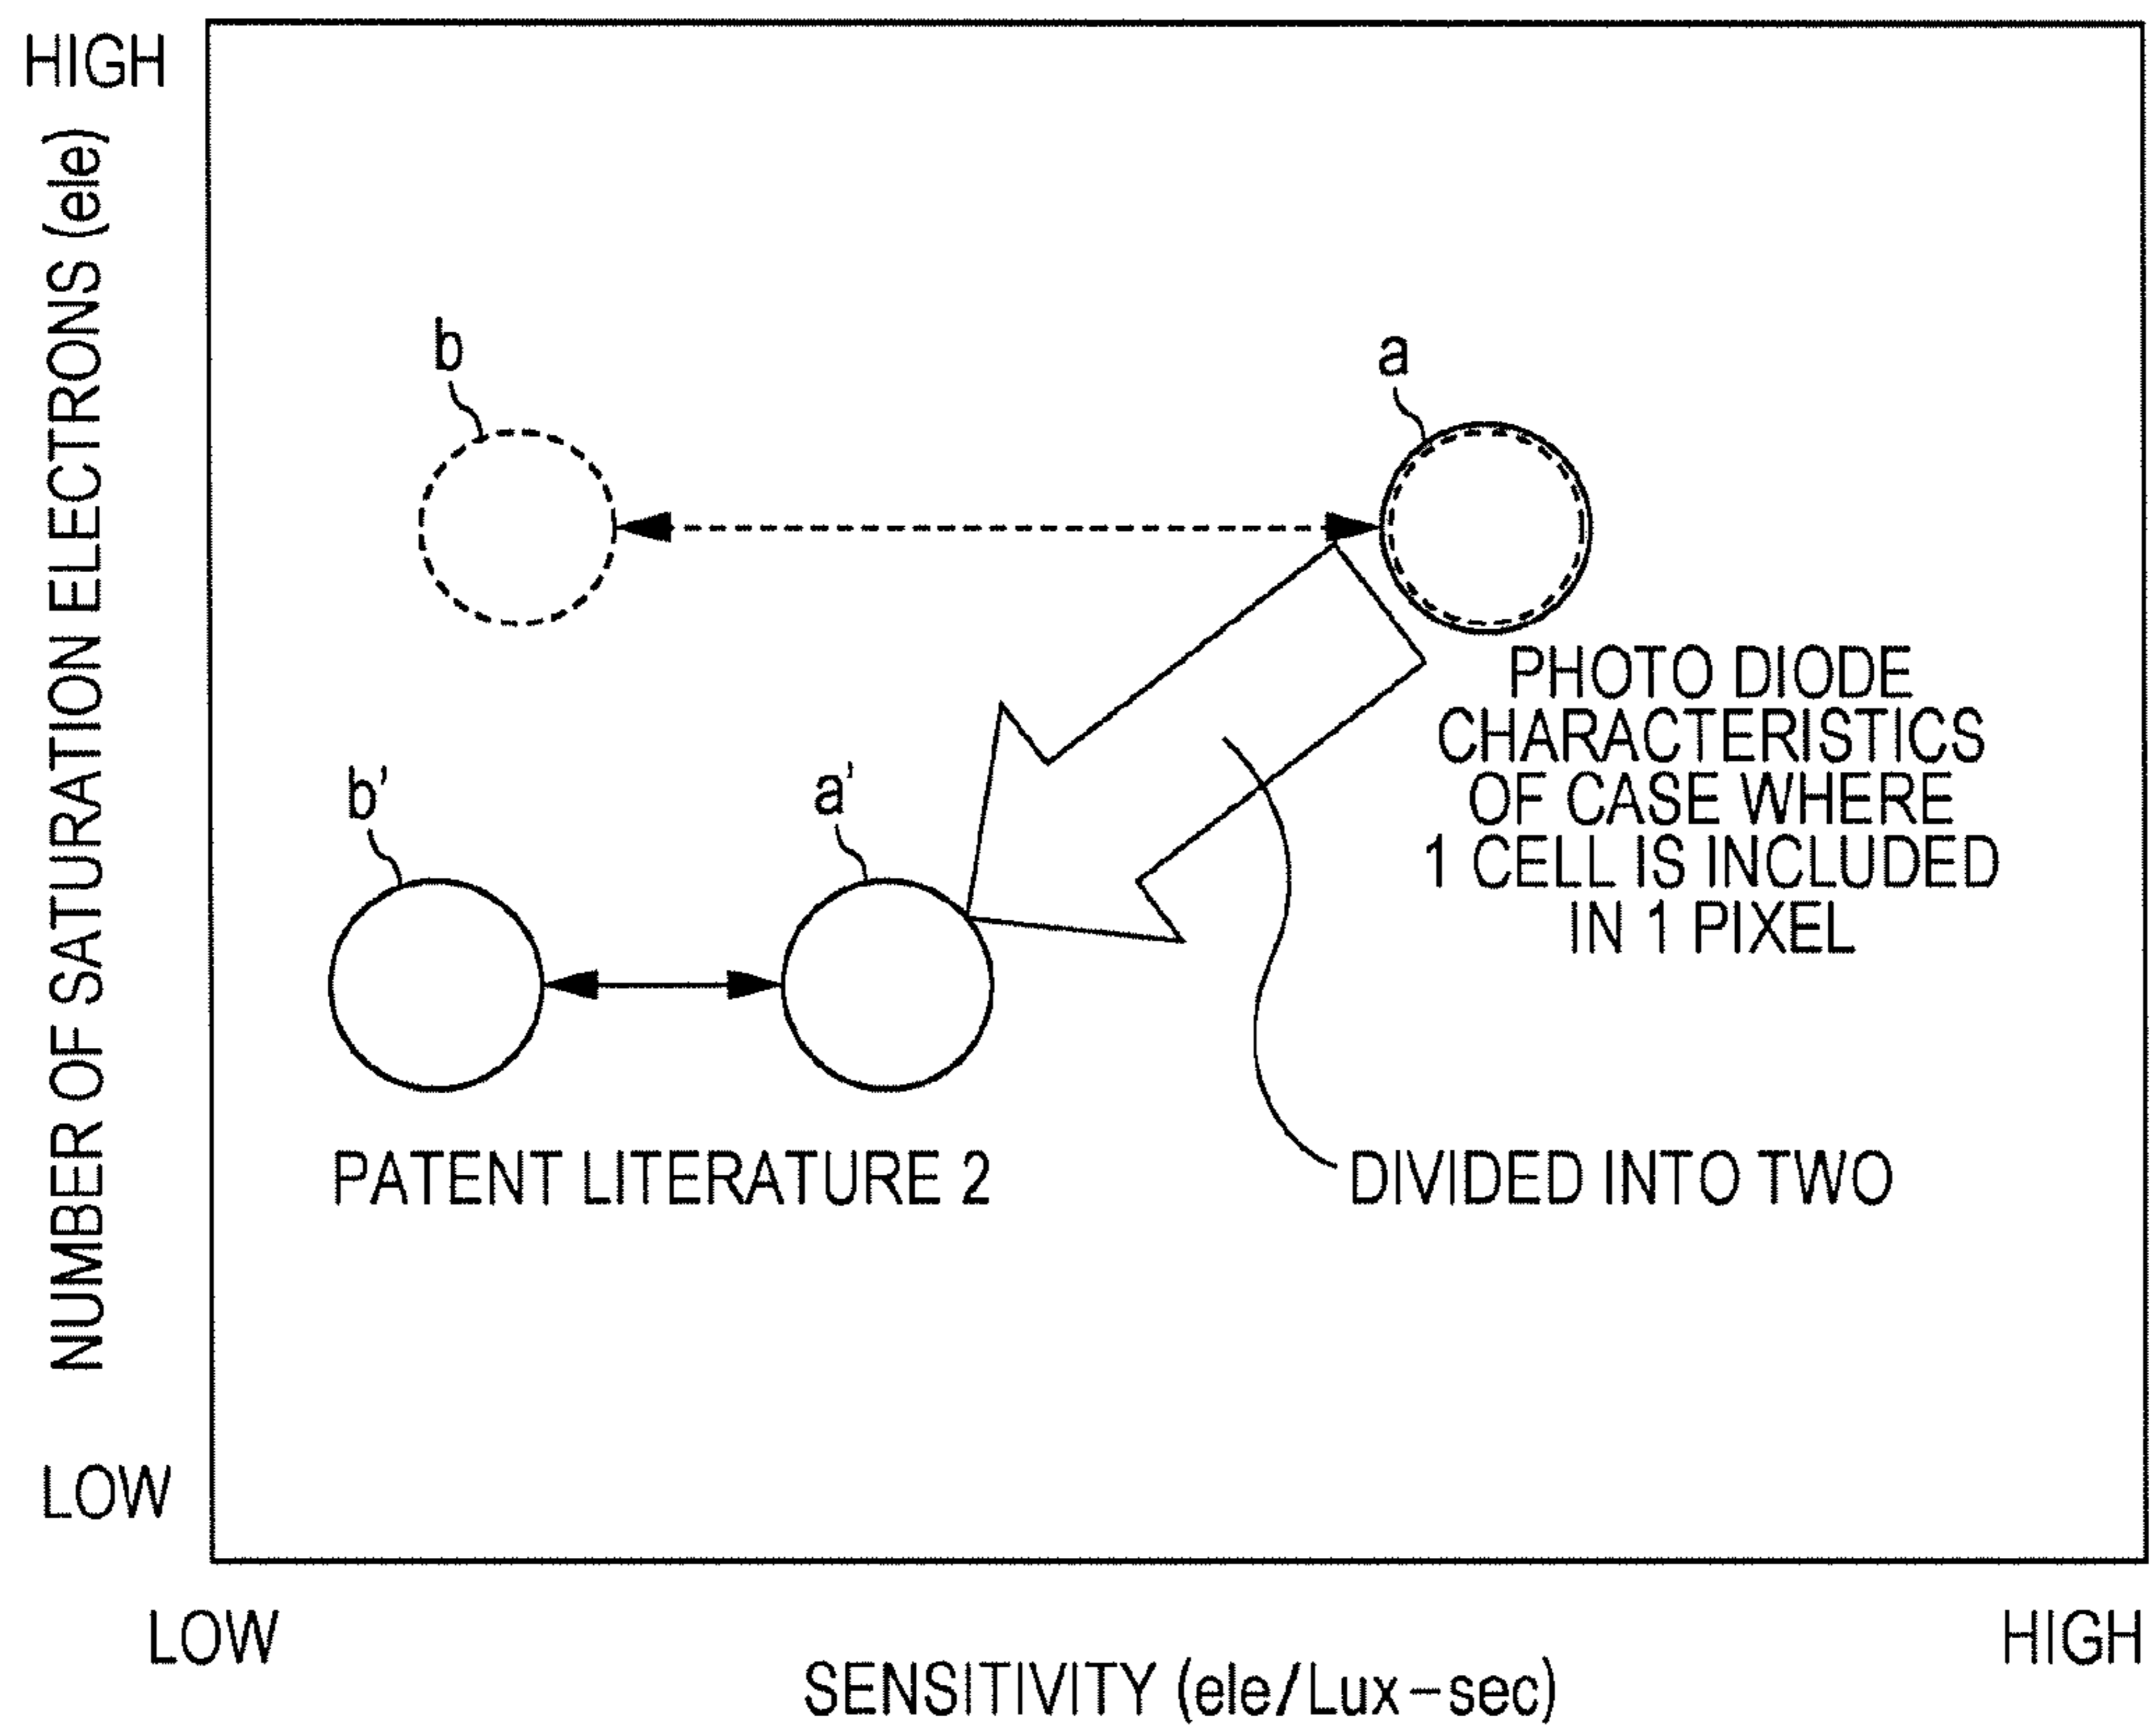 HIGH
NUMBER OF SATURATION ELECTRONS (ele)
LOW
b
a
PHOTO DIODE
CHARACTERISTICS
OF CASE WHERE
1 CELL IS INCLUDED
IN 1 PIXEL
b'
a'
PATENT LITERATURE 2
DIVIDED INTO TWO
LOW
HIGH
SENSITIVITY (ele/Lux-sec)